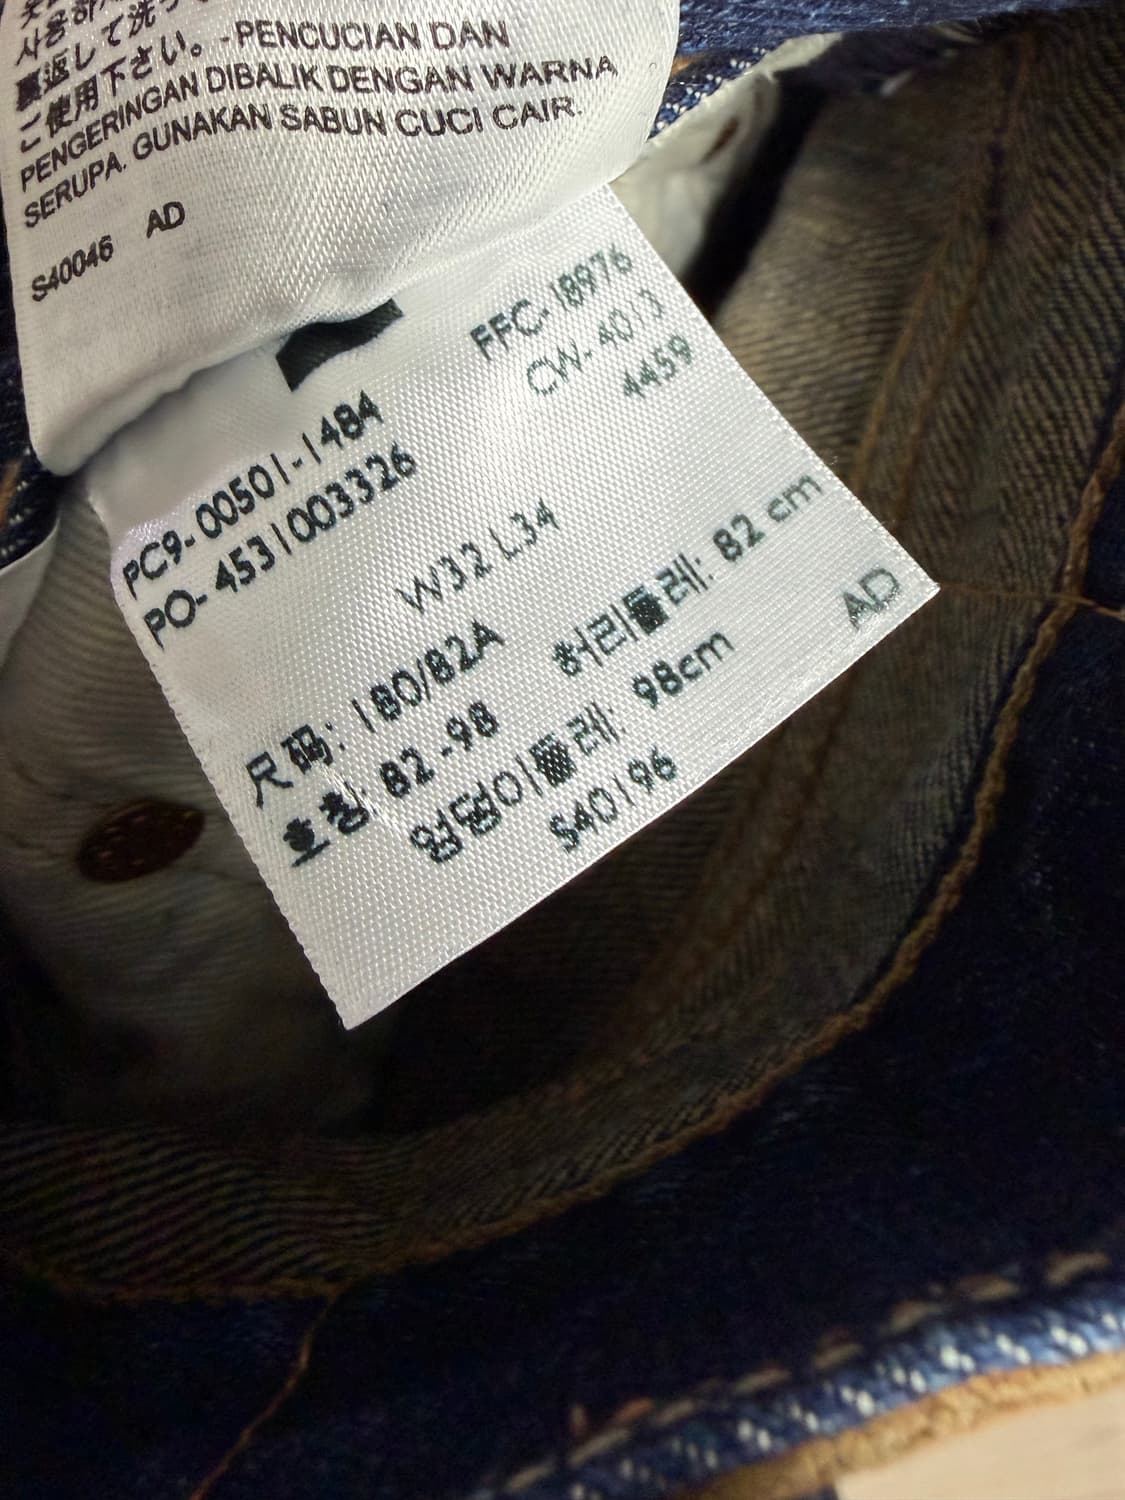 사용하
裏返して洗っ
ご使用下さい。-PENCUCIAN DAN
PENGERINGAN DIBALIK DENGAN WARNA
SERUPA. GUNAKAN SABUN CUCI CAIR.
S40046 AD
FFC-18976
CW-4013
4459
PC9-00501-1484
PO-4531003326
W32 L34
尺码: 180/82A
허리둘레: 82 cm
호칭: 82-98
엉덩이둘레: 98cm
S40196
AD